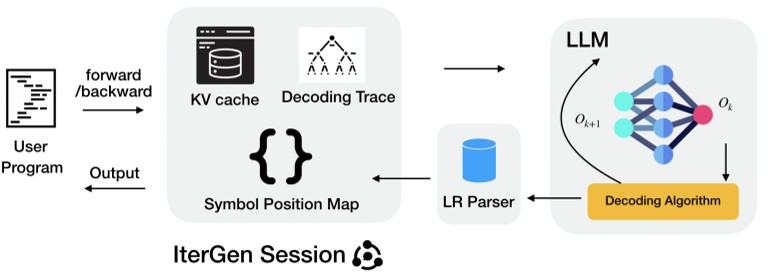 User
Program
forward
/backward
Output
KV cache
Decoding Trace
{ }
Symbol Position Map
IterGen Session
LR Parser
LLM
O_{k+1}
O_k
Decoding Algorithm